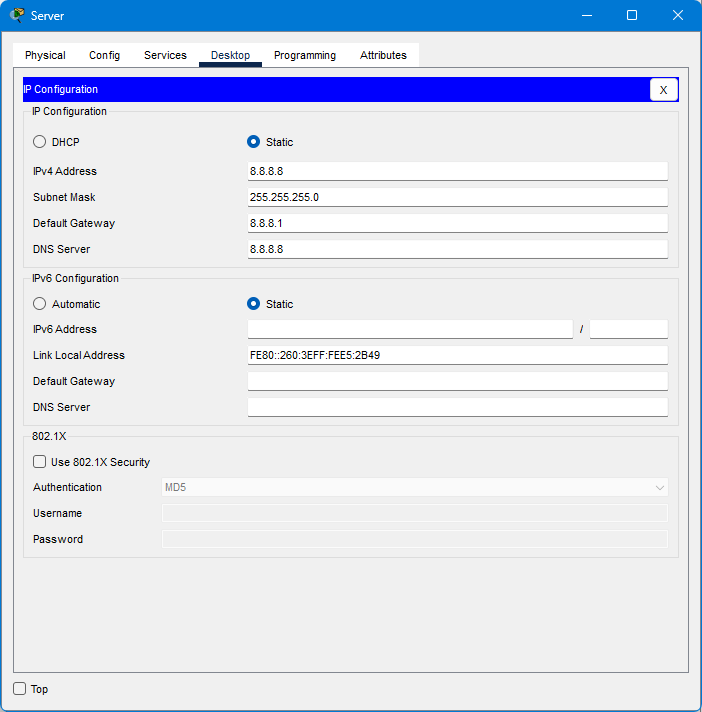 Server
Physical Config Services Desktop Programming Attributes
IP Configuration X
IP Configuration
DHCP Static
IPv4 Address 8.8.8.8
Subnet Mask 255.255.255.0
Default Gateway 8.8.8.1
DNS Server 8.8.8.8
IPv6 Configuration
Automatic Static
IPv6 Address /
Link Local Address FE80::260:3EFF:FEE5:2B49
Default Gateway
DNS Server
802.1X
Use 802.1X Security
Authentication MD5
Username
Password
Top